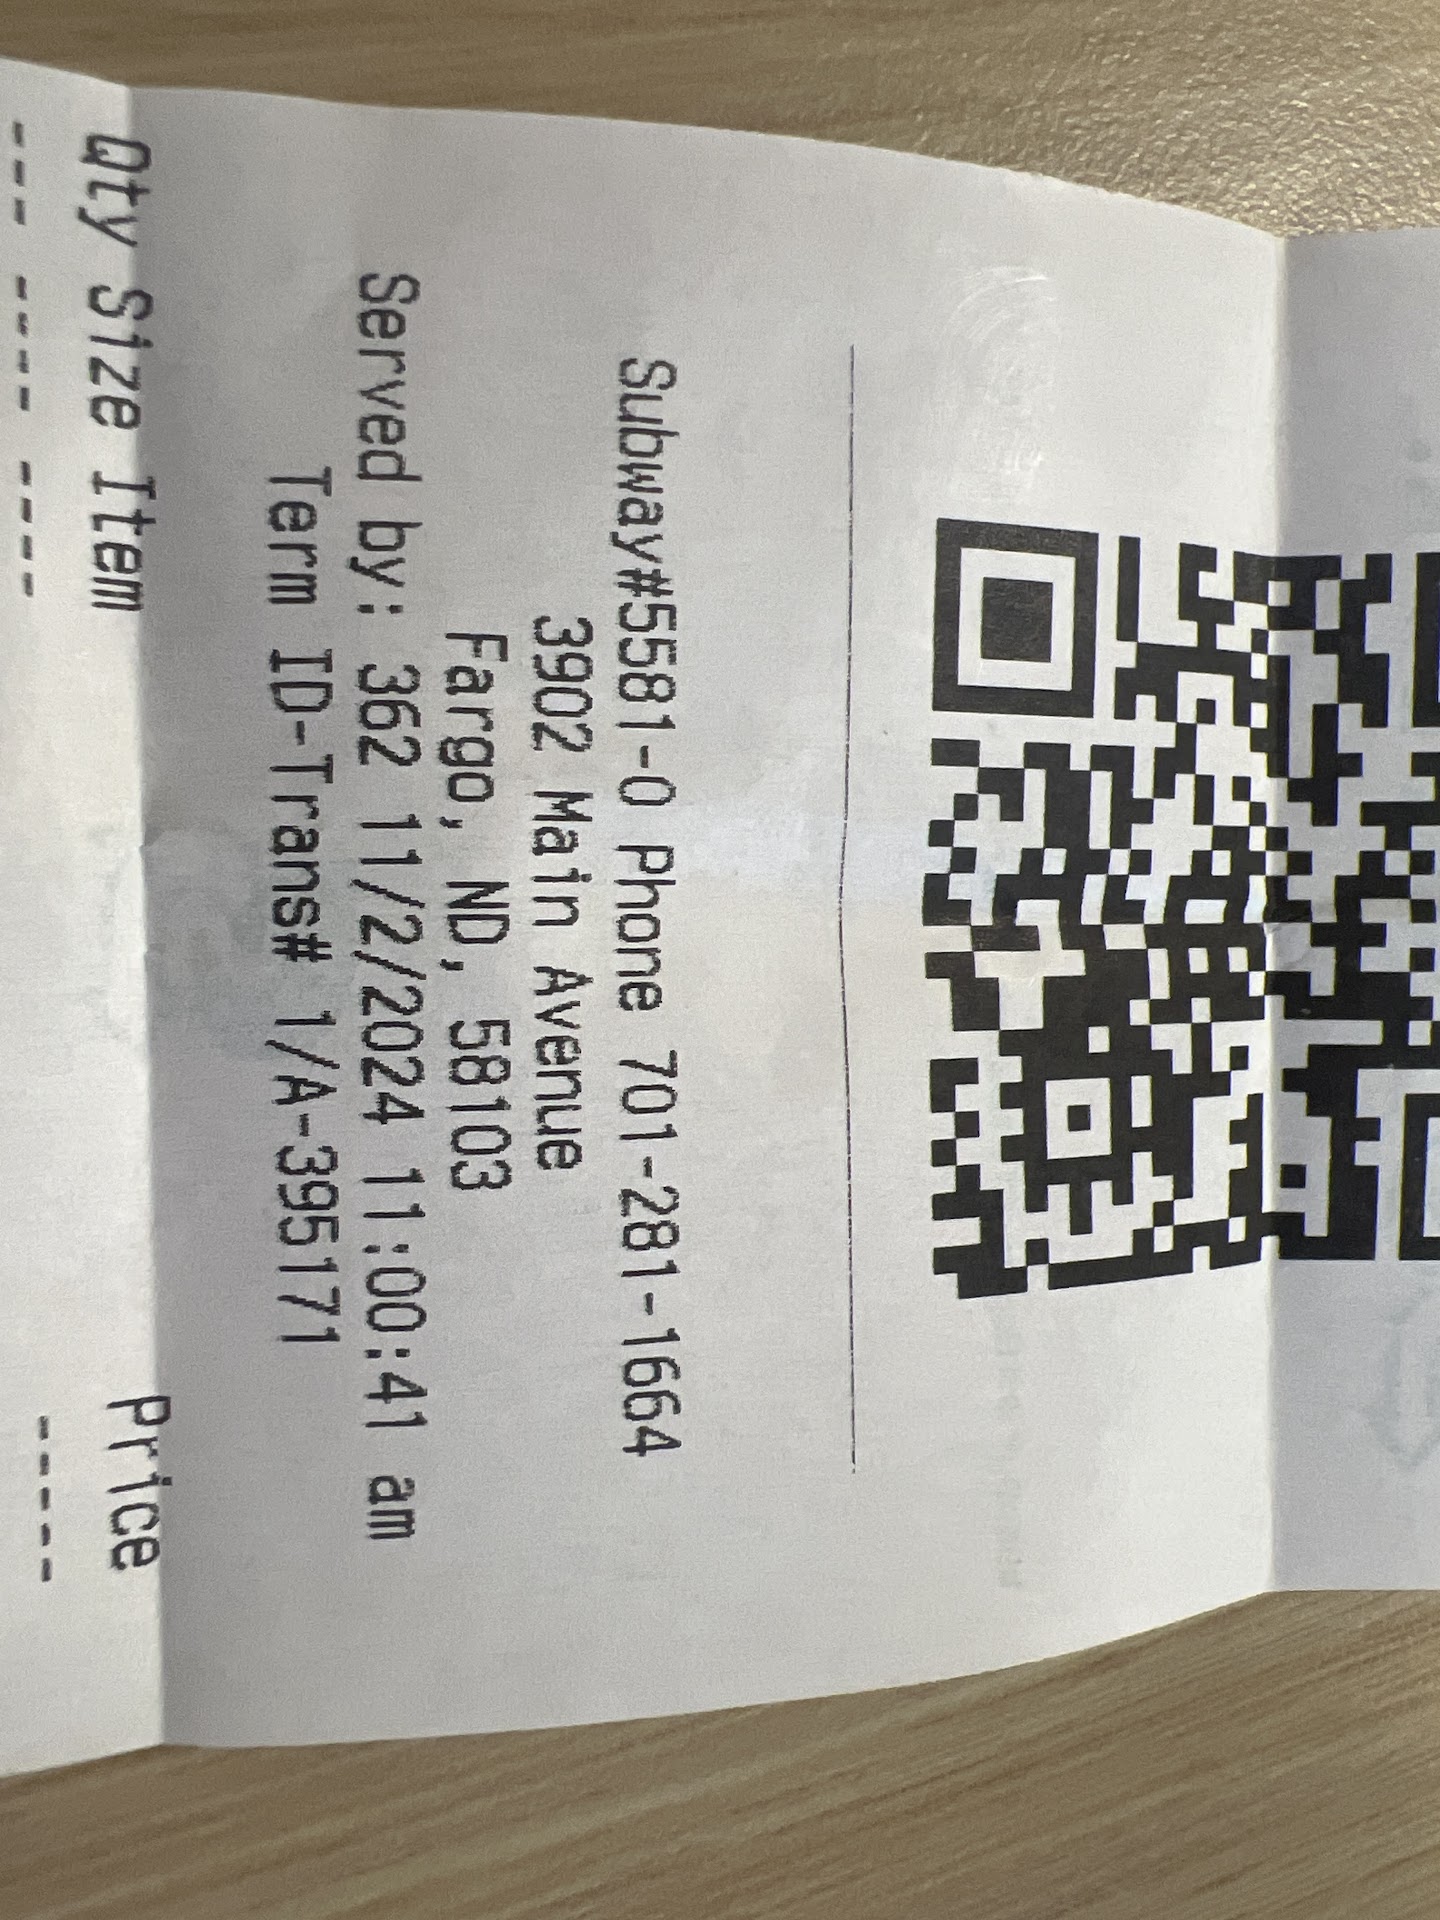 Subway#5581-0 Phone 701-281-1664
3902 Main Avenue
Fargo, ND, 58103
Served by: 362 11/2/2024 11:00:41 am
Term ID-Trans# 1/A-395171
Qty Size Item Price
--- ---- ---- -----